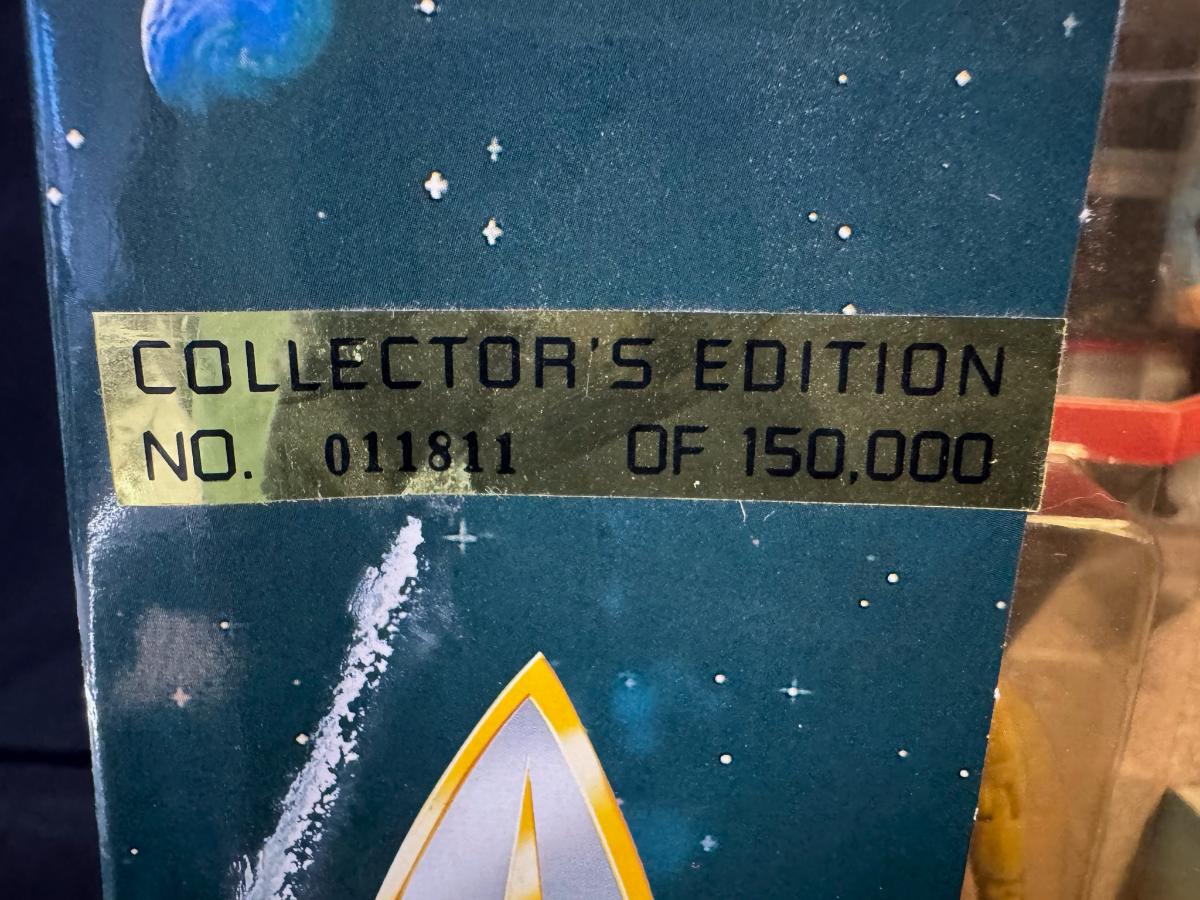 COLLECTOR'S EDITION
NO. 011811 OF 150,000